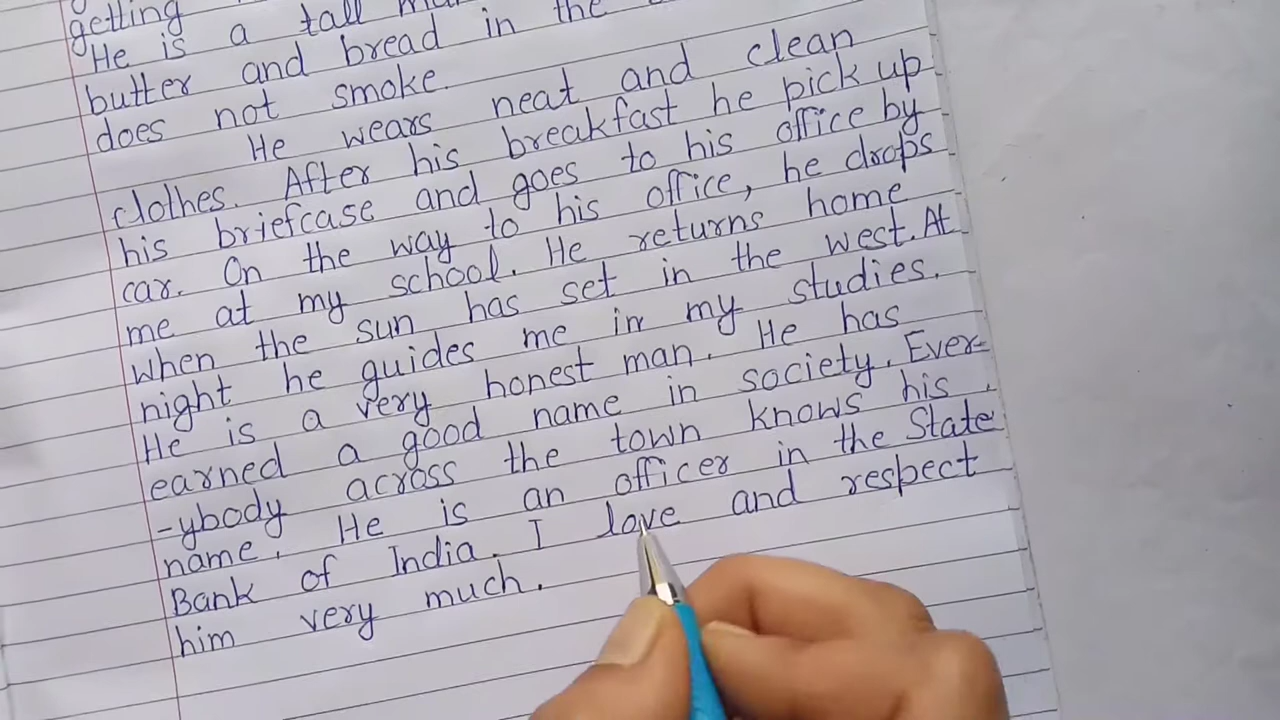 getting
He is a tall
butter and bread in the
does not smoke.
He wears neat and clean
clothes. After his breakfast he pick up
his briefcase and goes to his office by
car. On the way to his office, he drops
me at my school. He returns home
when the sun has set in the west. At
night he guides me in my studies.
He is a very honest man. He has
earned a good name in society. Ever-
-ybody across the town knows his
name. He is an officer in the State
Bank of India. I love and respect
him very much.